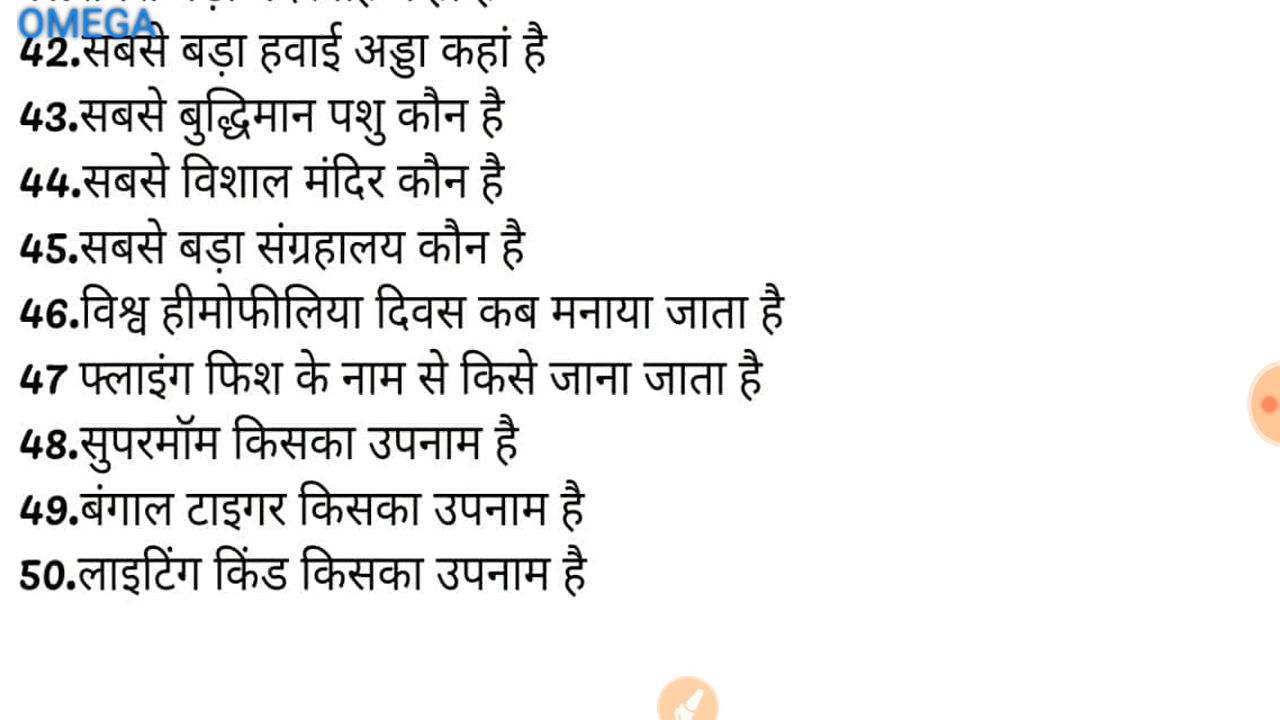 OMEGA
42.सबसे बड़ा हवाई अड्डा कहां है
43.सबसे बुद्धिमान पशु कौन है
44.सबसे विशाल मंदिर कौन है
45.सबसे बड़ा संग्रहालय कौन है
46.विश्व हीमोफीलिया दिवस कब मनाया जाता है
47 फ्लाइंग फिश के नाम से किसे जाना जाता है
48.सुपरमॉम किसका उपनाम है
49.बंगाल टाइगर किसका उपनाम है
50.लाइटिंग किंड किसका उपनाम है